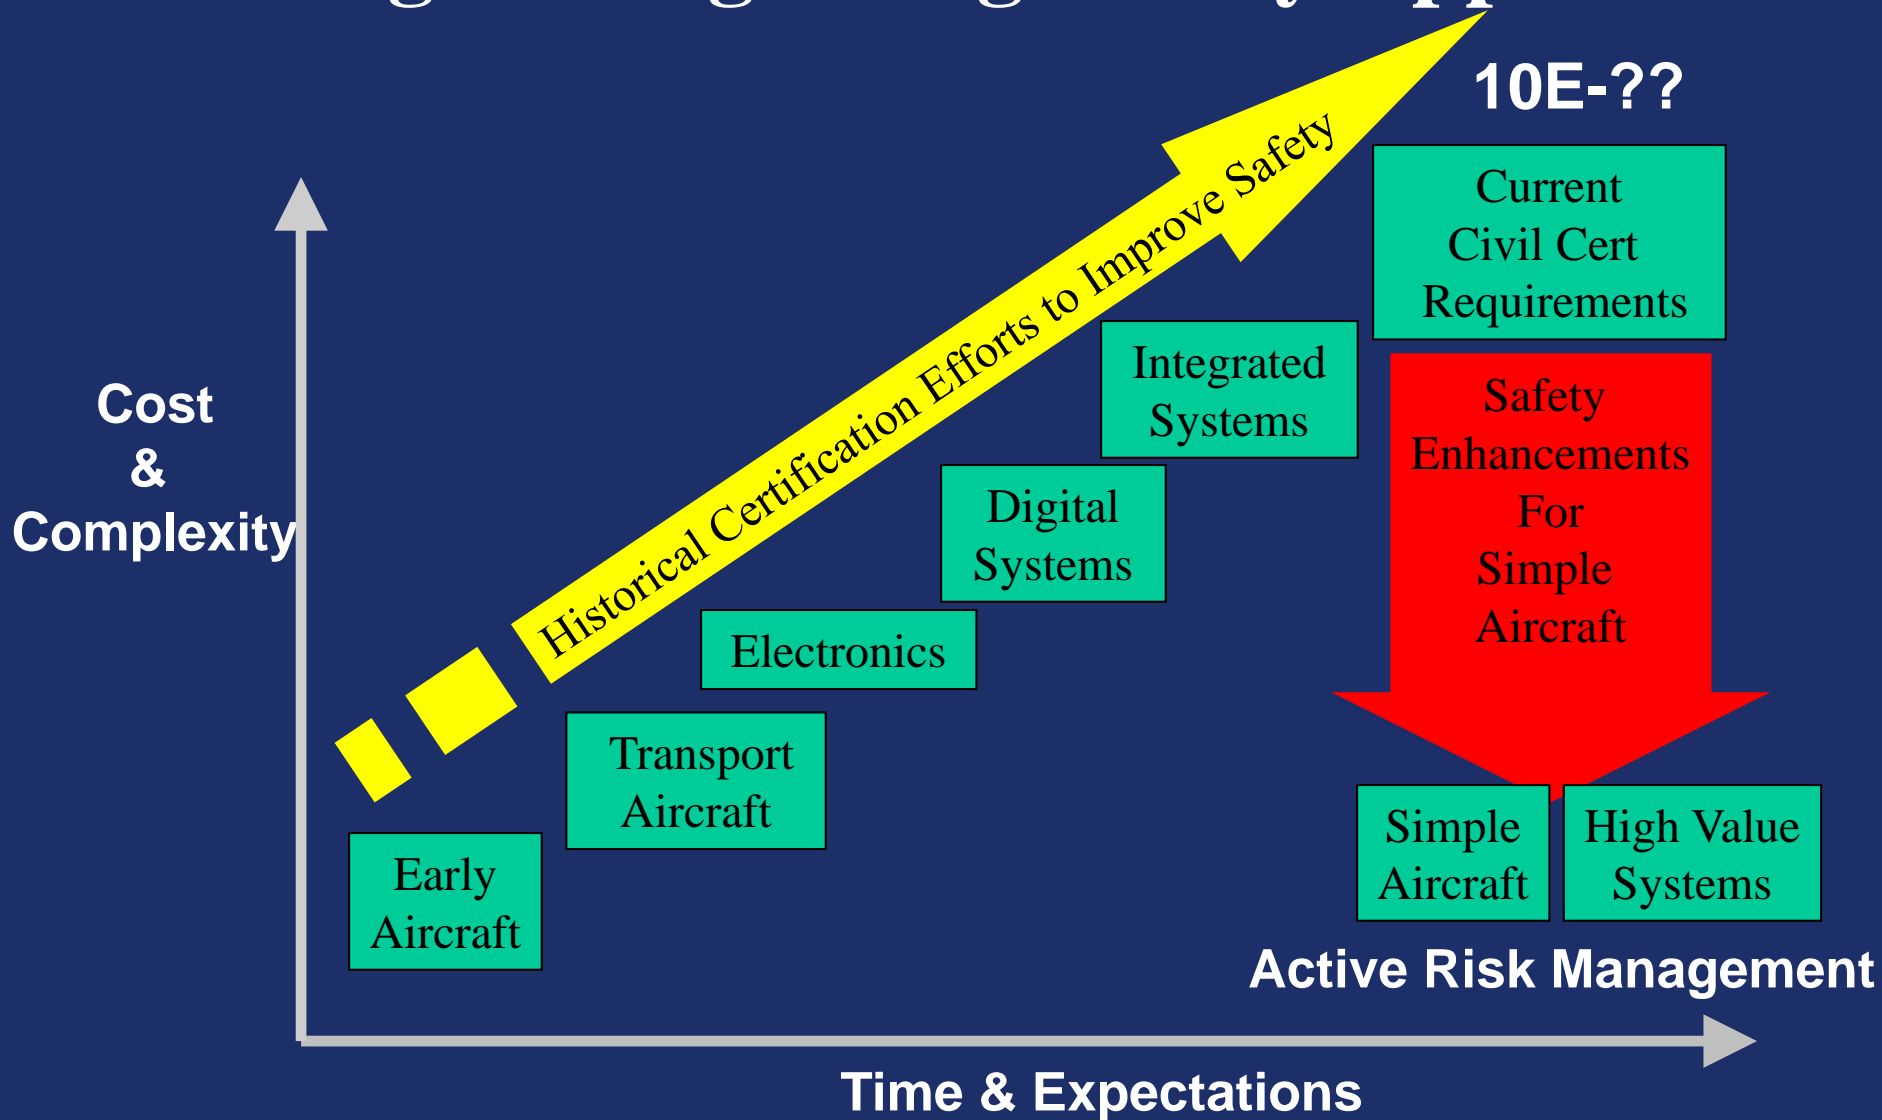 10E-??
Historical Certification Efforts to Improve Safety
Current
Civil Cert
Requirements
Integrated
Systems
Safety
Enhancements
For
Simple
Aircraft
Cost
&
Complexity
Digital
Systems
Electronics
Transport
Aircraft
Early
Aircraft
Simple
Aircraft
High Value
Systems
Active Risk Management
Time & Expectations